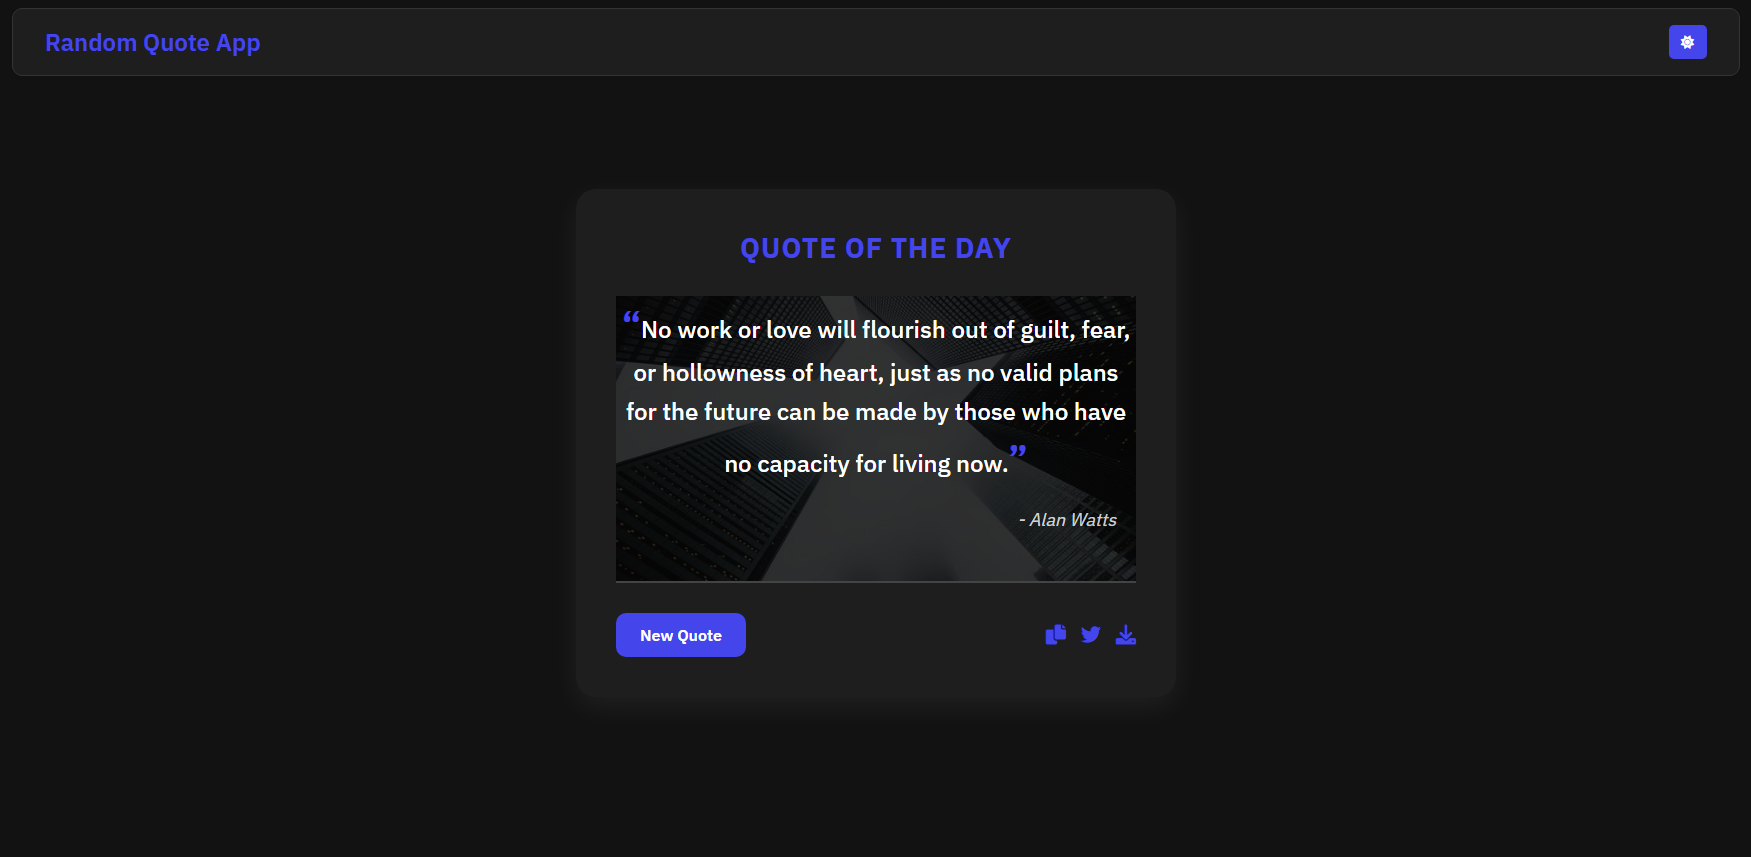 Random Quote App
QUOTE OF THE DAY
“No work or love will flourish out of guilt, fear,
or hollowness of heart, just as no valid plans
for the future can be made by those who have
no capacity for living now.”
- Alan Watts
New Quote